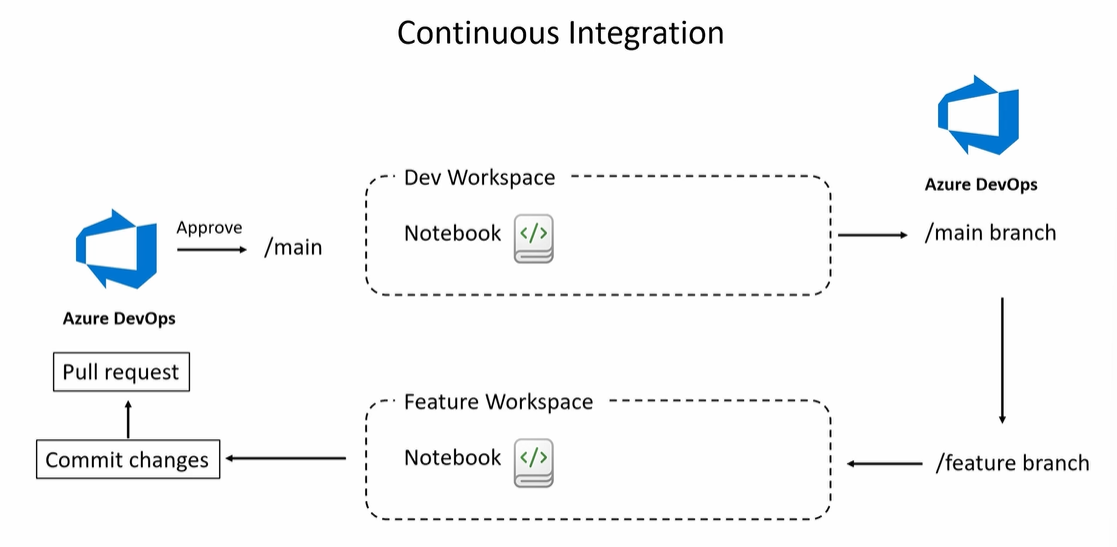 Continuous Integration
Azure DevOps
Dev Workspace
Notebook </>
/main branch
Approve
/main
Azure DevOps
Pull request
Commit changes
Feature Workspace
Notebook </>
/feature branch